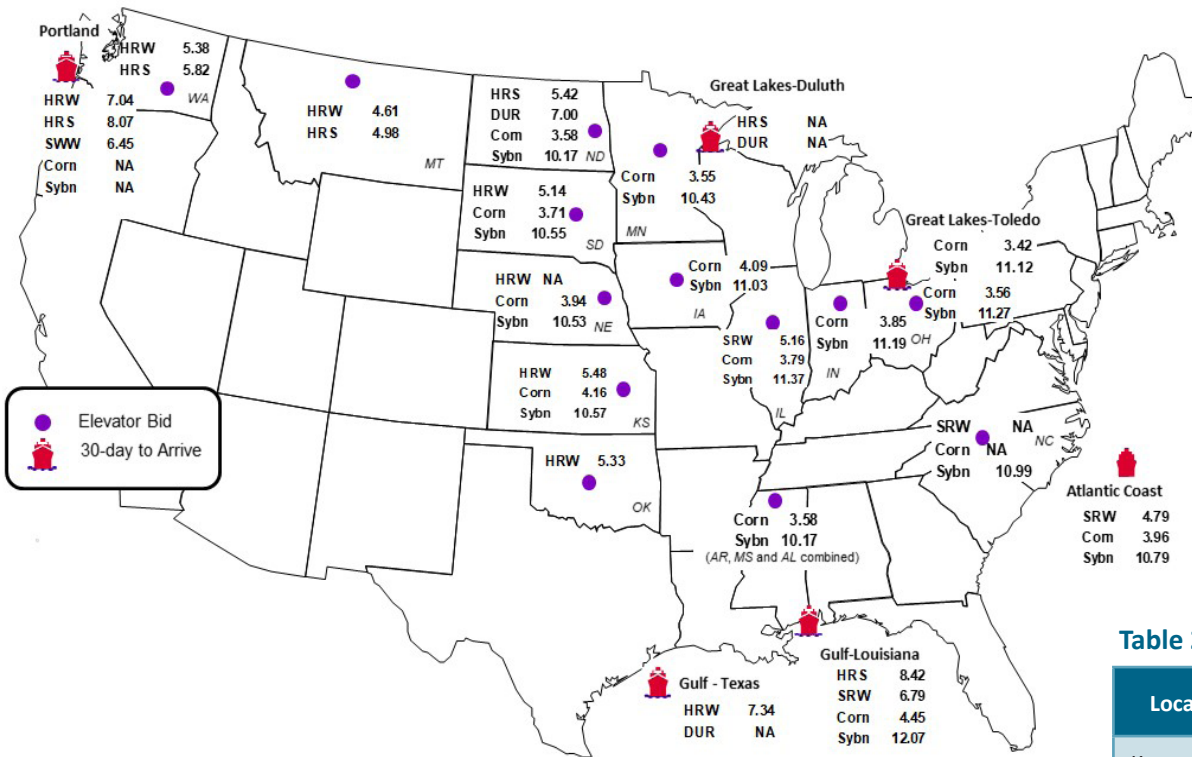 Portland
HRW 5.38
HRS 5.82
WA
HRW 7.04
HRS 8.07
SWW 6.45
Corn NA
Sybn NA
HRW 4.61
HRS 4.98
MT
HRS 5.42
DUR 7.00
Corn 3.58
Sybn 10.17 ND
HRW 5.14
Corn 3.71
Sybn 10.55 SD
HRW NA
Corn 3.94
Sybn 10.53 NE
HRW 5.48
Corn 4.16
Sybn 10.57
KS
HRW 5.33
OK
Great Lakes-Duluth
HRS NA
DUR NA
Corn 3.55
Sybn 10.43
MN
Corn 4.09
Sybn 11.03
IA
SRW 5.16
Corn 3.79
Sybn 11.37
IL
Great Lakes-Toledo
Corn 3.42
Sybn 11.12
Corn 3.56
Sybn 11.27
OH
Corn 3.85
Sybn 11.19
IN
SRW NA
Corn NA NC
Sybn 10.99
Atlantic Coast
SRW 4.79
Corn 3.96
Sybn 10.79
Corn 3.58
Sybn 10.17
(AR, MS and AL combined)
Gulf-Louisiana
HRS 8.42
SRW 6.79
Corn 4.45
Sybn 12.07
Gulf - Texas
HRW 7.34
DUR NA
Elevator Bid
30-day to Arrive
Table
Loca